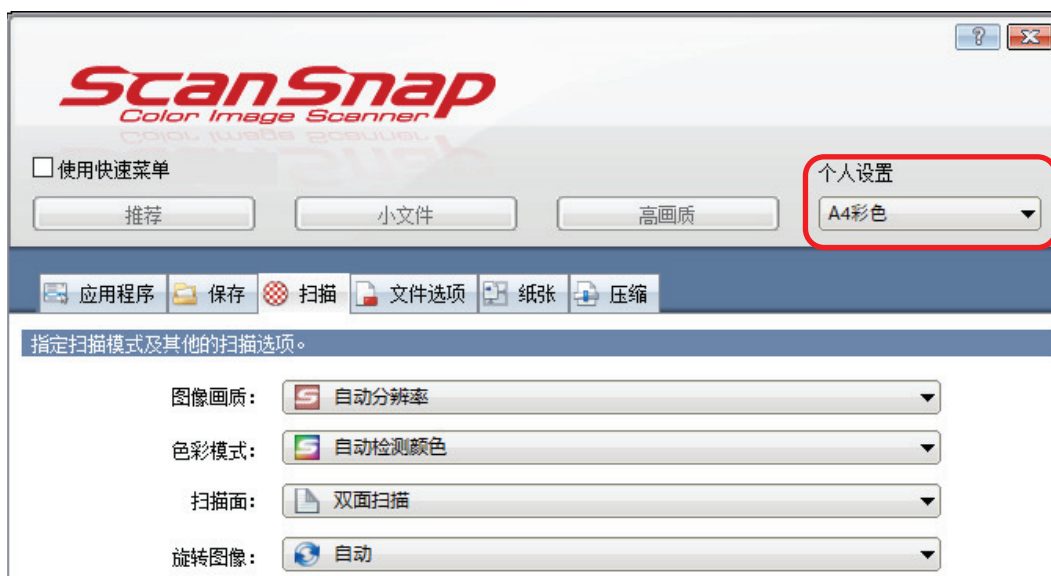 ScanSnap
Color Image Scanner
使用快速菜单
个人设置
推荐 小文件 高画质 A4彩色
应用程序 保存 扫描 文件选项 纸张 压缩
指定扫描模式及其他的扫描选项。
图像画质: 自动分辨率
色彩模式: 自动检测颜色
扫描面: 双面扫描
旋转图像: 自动